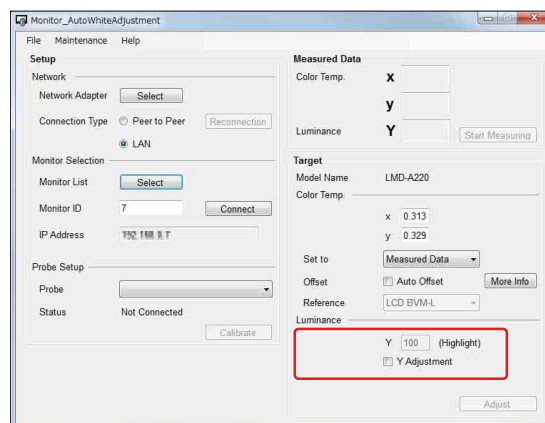 Monitor_AutoWhiteAdjustment
File Maintenance Help
Setup
Network
Network Adapter Select
Connection Type Peer to Peer Reconnection
LAN
Monitor Selection
Monitor List Select
Monitor ID 7 Connect
IP Address
Probe Setup
Probe
Status Not Connected
Calibrate
Measured Data
Color Temp. x
y
Luminance Y Start Measuring
Target
Model Name LMD-A220
Color Temp.
x 0.313
y 0.329
Set to Measured Data
Offset Auto Offset More Info
Reference LCD BVM-L
Luminance
Y 100 (Highlight)
Y Adjustment
Adjust